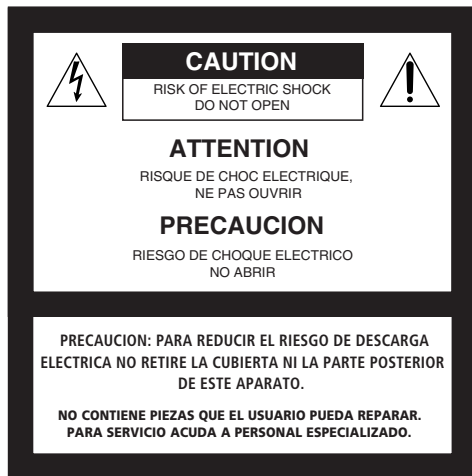 CAUTION
RISK OF ELECTRIC SHOCK
DO NOT OPEN
ATTENTION
RISQUE DE CHOC ELECTRIQUE,
NE PAS OUVRIR
PRECAUCION
RIESGO DE CHOQUE ELECTRICO
NO ABRIR
PRECAUCION: PARA REDUCIR EL RIESGO DE DESCARGA
ELECTRICA NO RETIRE LA CUBIERTA NI LA PARTE POSTERIOR
DE ESTE APARATO.
NO CONTIENE PIEZAS QUE EL USUARIO PUEDA REPARAR.
PARA SERVICIO ACUDA A PERSONAL ESPECIALIZADO.